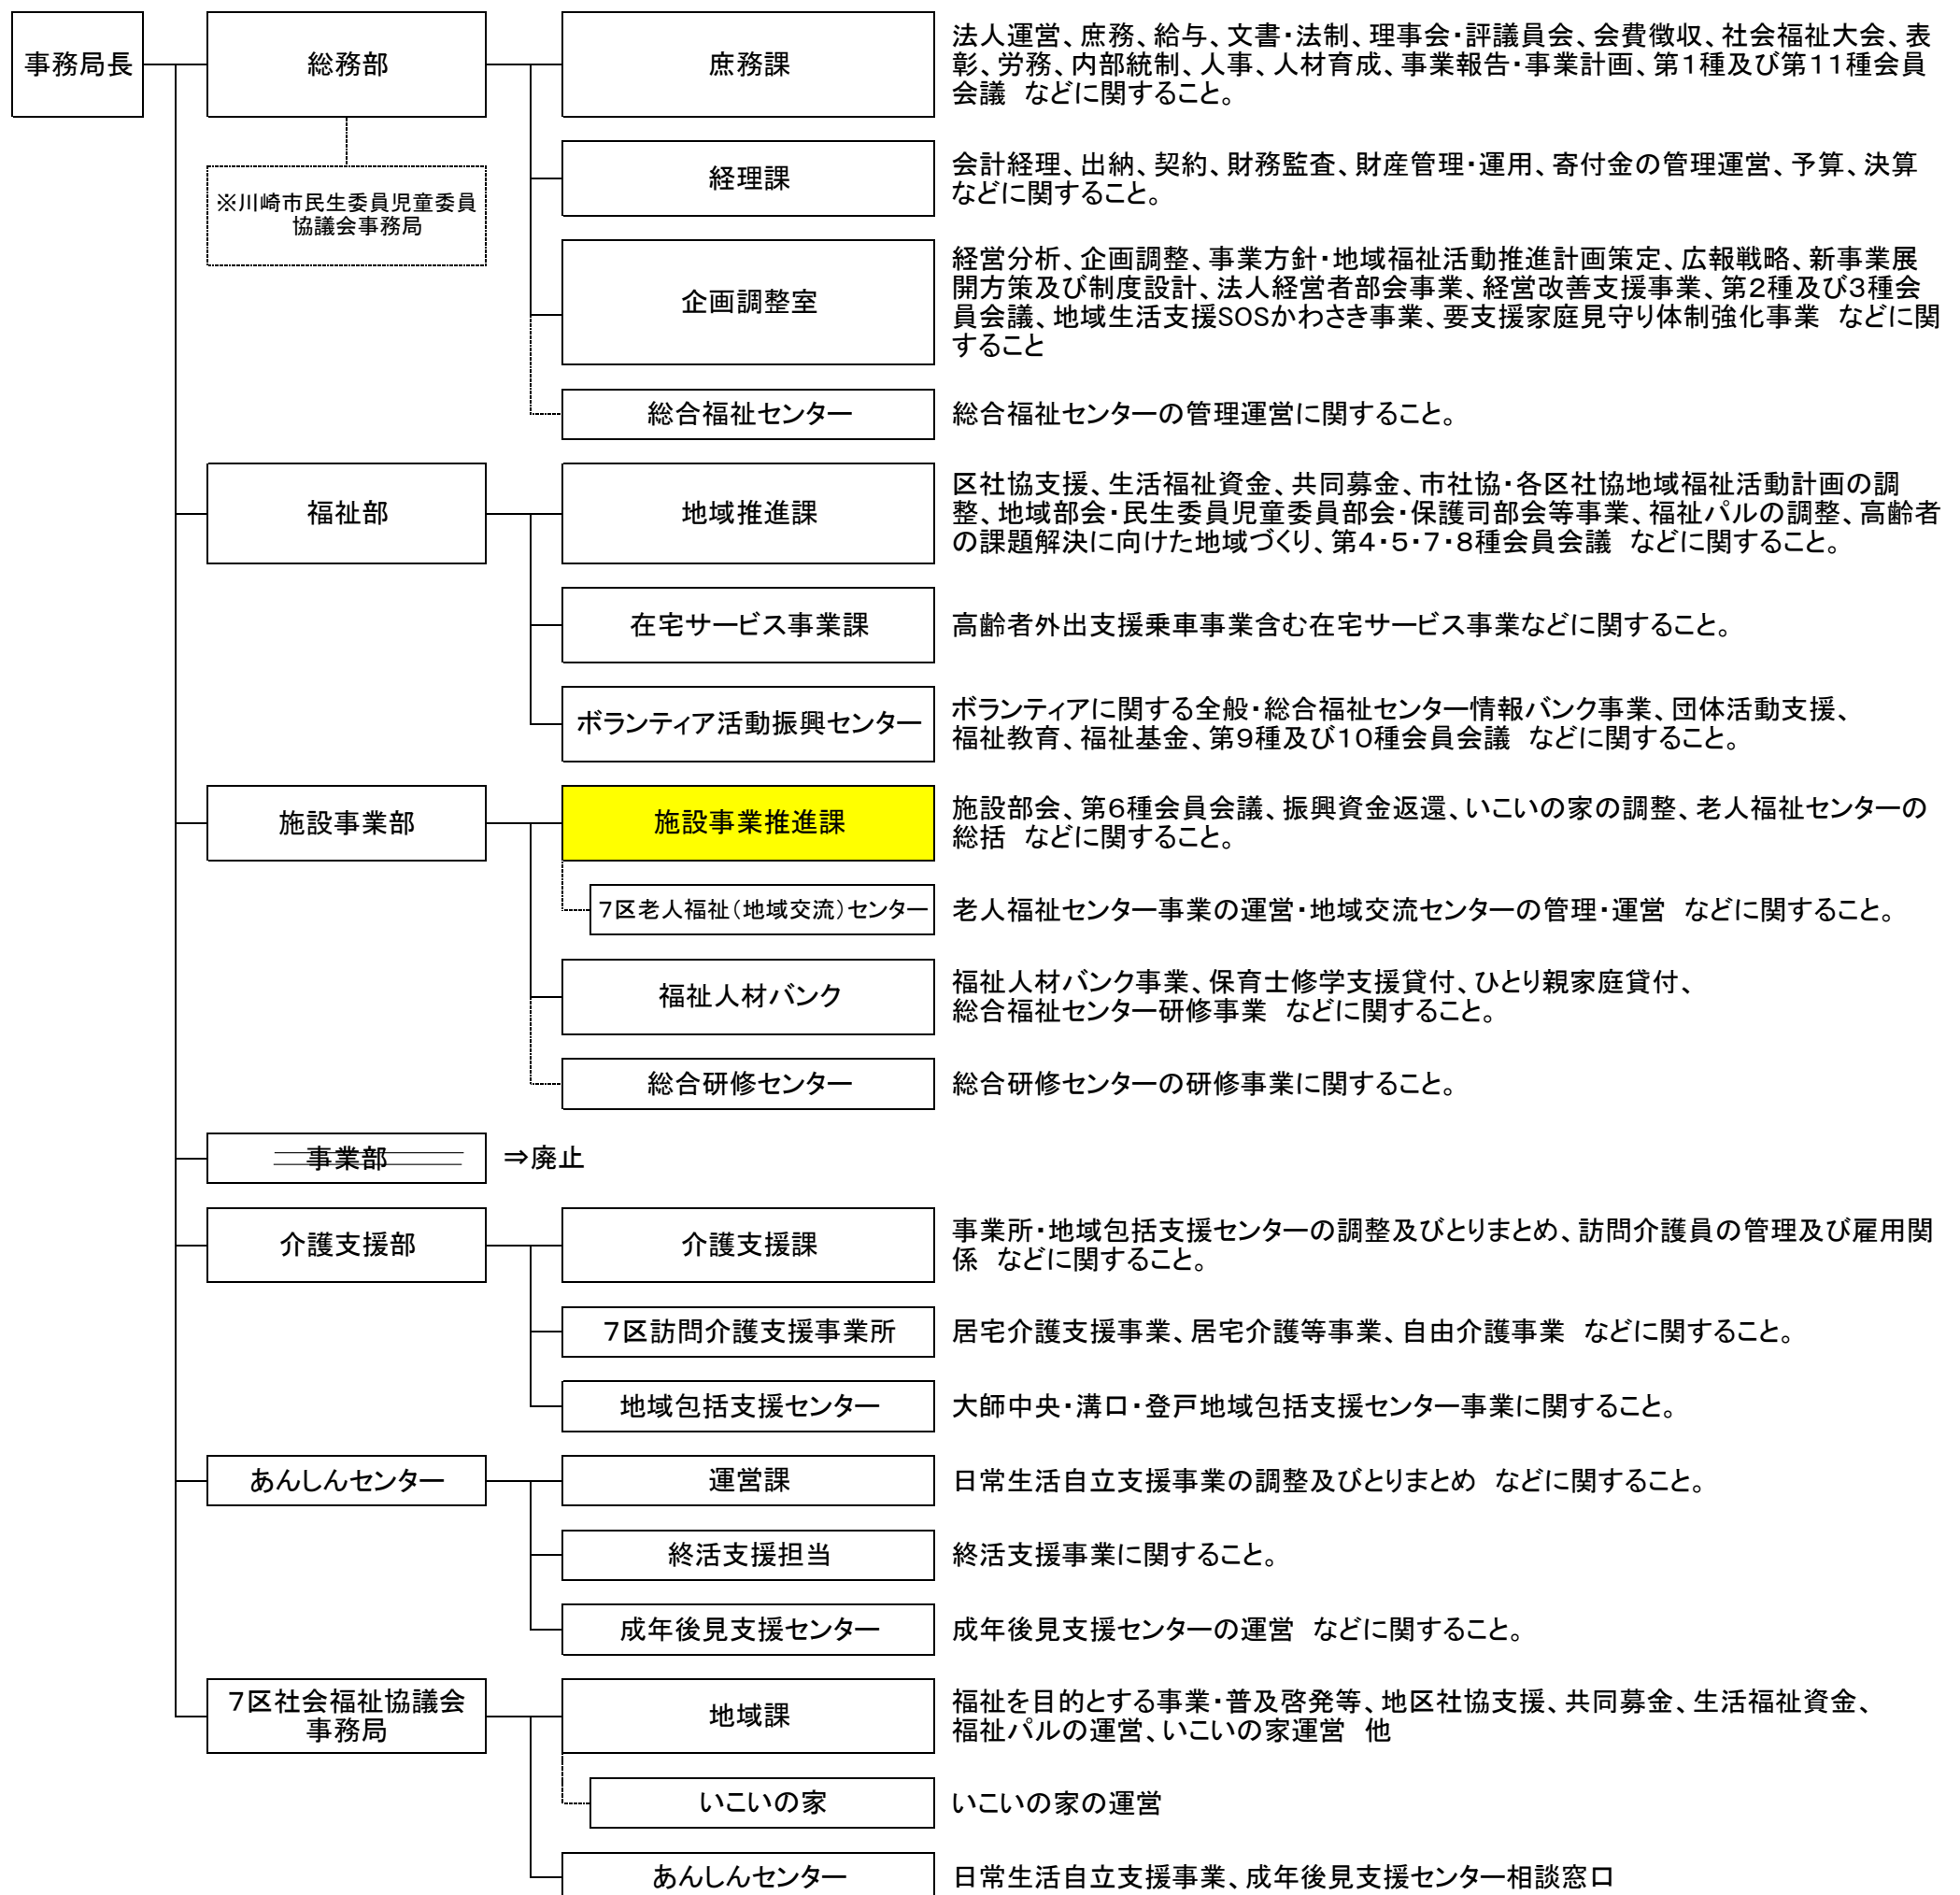 事務局長
総務部
庶務課
法人運営、庶務、給与、文書・法制、理事会・評議員会、会費徴収、社会福祉大会、表
彰、労務、内部統制、人事、人材育成、事業報告・事業計画、第１種及び第１１種会員
会議　などに関すること。
※川崎市民生委員児童委員
協議会事務局
経理課
会計経理、出納、契約、財務監査、財産管理・運用、寄付金の管理運営、予算、決算
などに関すること。
企画調整室
経営分析、企画調整、事業方針・地域福祉活動推進計画策定、広報戦略、新事業展
開方策及び制度設計、法人経営者部会事業、経営改善支援事業、第２種及び３種会
員会議、地域生活支援SOSかわさき事業、要支援家庭見守り体制強化事業　などに関
すること
総合福祉センター
総合福祉センターの管理運営に関すること。
福祉部
地域推進課
区社協支援、生活福祉資金、共同募金、市社協・各区社協地域福祉活動計画の調
整、地域部会・民生委員児童委員部会・保護司部会等事業、福祉パルの調整、高齢者
の課題解決に向けた地域づくり、第４・５・７・８種会員会議　などに関すること。
在宅サービス事業課
高齢者外出支援乗車事業含む在宅サービス事業などに関すること。
ボランティア活動振興センター
ボランティアに関する全般・総合福祉センター情報バンク事業、団体活動支援、
福祉教育、福祉基金、第９種及び１０種会員会議　などに関すること。
施設事業部
施設事業推進課
施設部会、第６種会員会議、振興資金返還、いこいの家の調整、老人福祉センターの
総括　などに関すること。
７区老人福祉（地域交流）センター
老人福祉センター事業の運営・地域交流センターの管理・運営　などに関すること。
福祉人材バンク
福祉人材バンク事業、保育士修学支援貸付、ひとり親家庭貸付、
総合福祉センター研修事業　などに関すること。
総合研修センター
総合研修センターの研修事業に関すること。
事業部
⇒廃止
介護支援部
介護支援課
事業所・地域包括支援センターの調整及びとりまとめ、訪問介護員の管理及び雇用関
係　などに関すること。
７区訪問介護支援事業所
居宅介護支援事業、居宅介護等事業、自由介護事業　などに関すること。
地域包括支援センター
大師中央・溝口・登戸地域包括支援センター事業に関すること。
あんしんセンター
運営課
日常生活自立支援事業の調整及びとりまとめ　などに関すること。
終活支援担当
終活支援事業に関すること。
成年後見支援センター
成年後見支援センターの運営　などに関すること。
７区社会福祉協議会
事務局
地域課
福祉を目的とする事業・普及啓発等、地区社協支援、共同募金、生活福祉資金、
福祉パルの運営、いこいの家運営　他
いこいの家
いこいの家の運営
あんしんセンター
日常生活自立支援事業、成年後見支援センター相談窓口